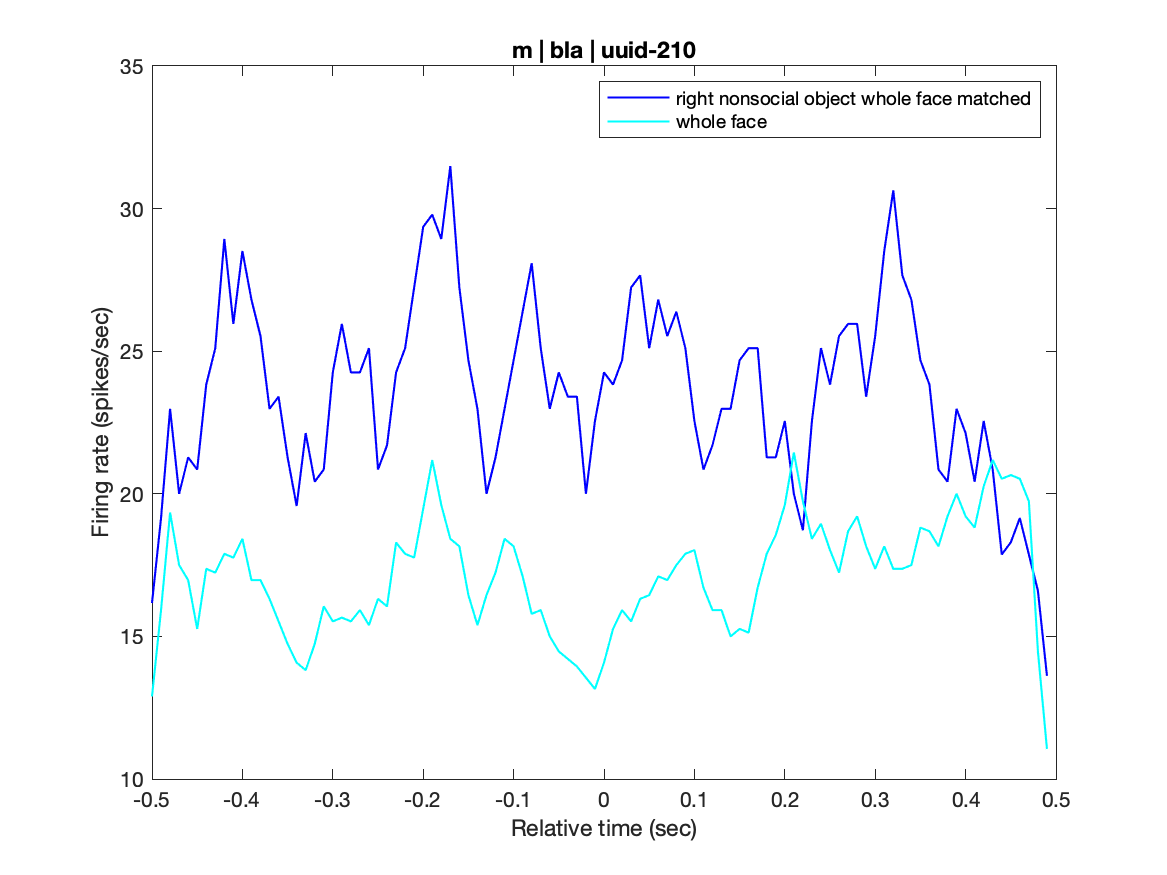 m | bla | uuid-210
right nonsocial object whole face matched
whole face
Firing rate (spikes/sec)
35
30
25
20
15
10
-0.5 -0.4 -0.3 -0.2 -0.1 0 0.1 0.2 0.3 0.4 0.5
Relative time (sec)